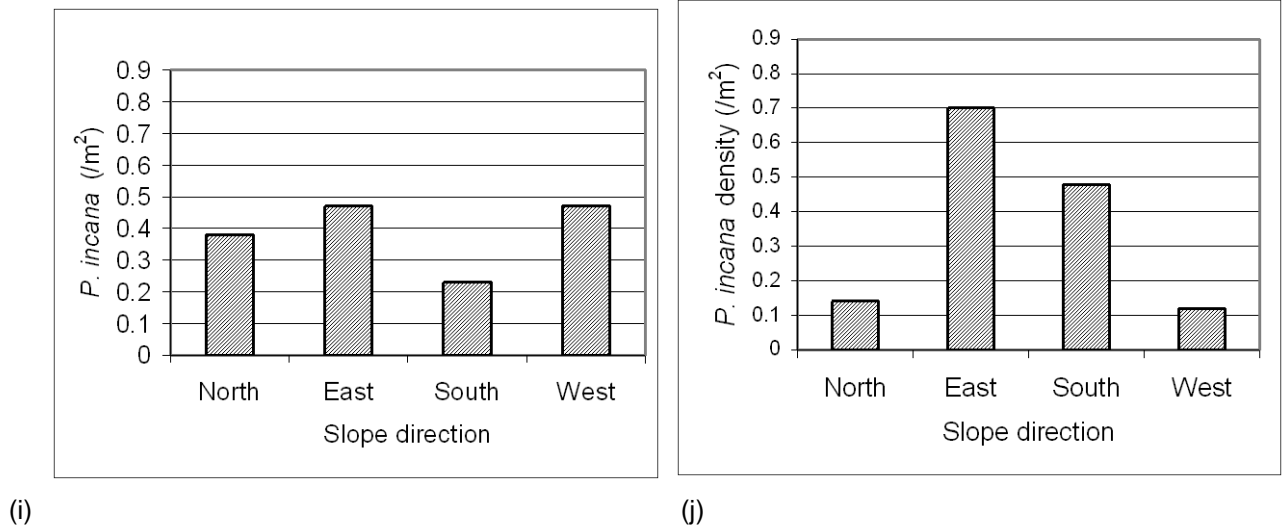 P. incana (/m²)
0.9
0.8
0.7
0.6
0.5
0.4
0.3
0.2
0.1
0
North East South West
Slope direction
(i)
P. incana density (/m²)
0.9
0.8
0.7
0.6
0.5
0.4
0.3
0.2
0.1
0
North East South West
Slope direction
(j)